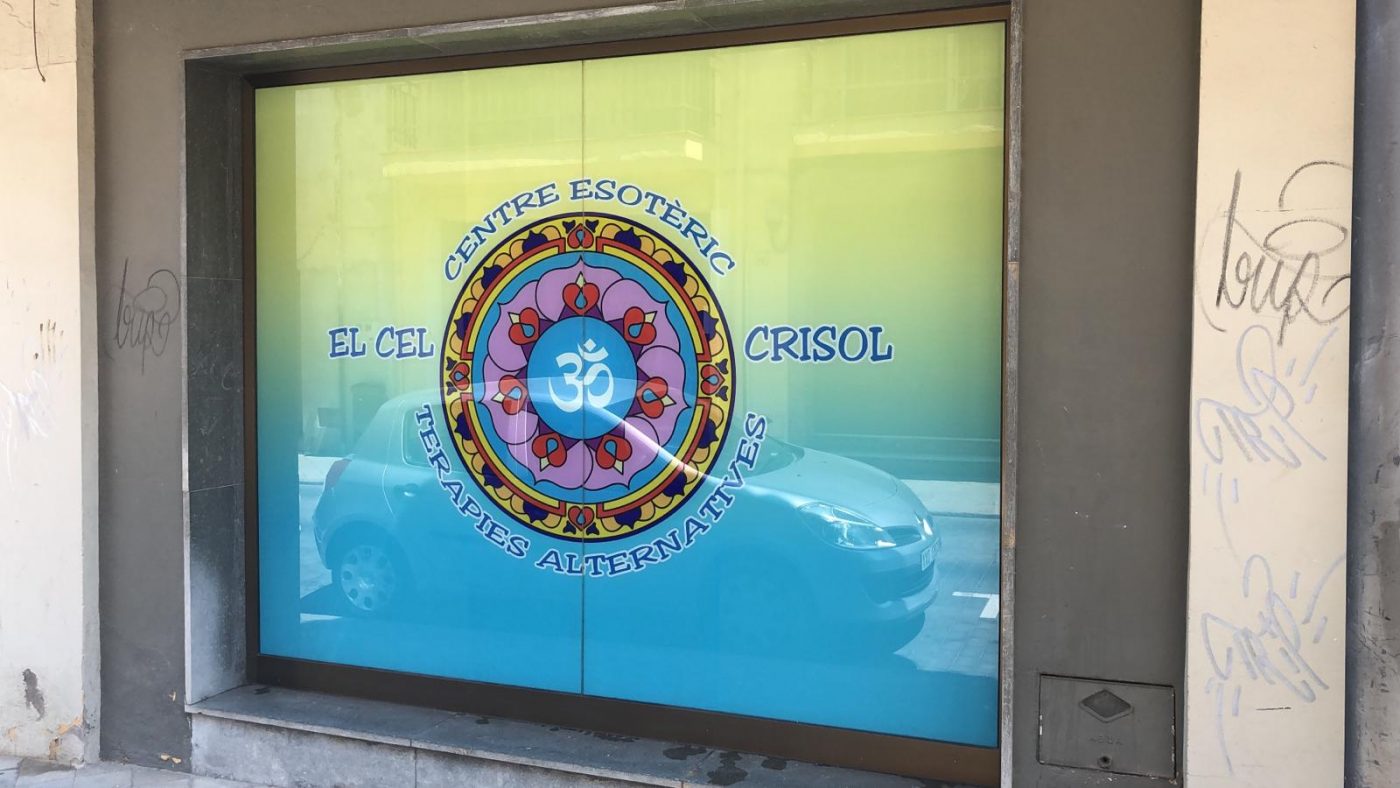 CENTRE ESOTÈRIC
EL CEL CRISOL
ॐ
TERAPIES ALTERNATIVES